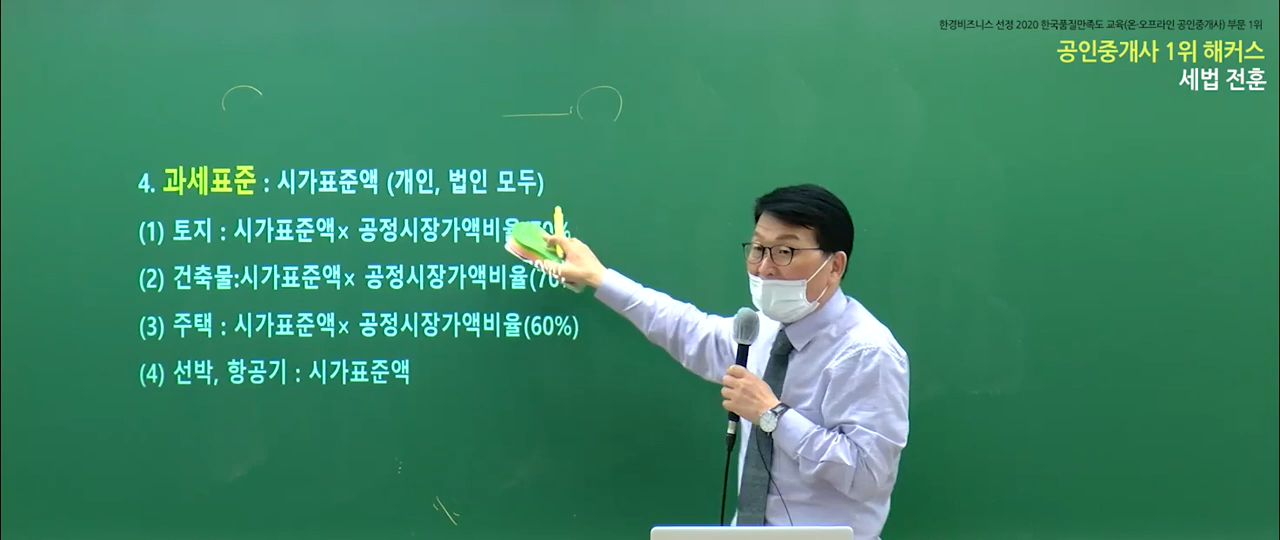 한경비즈니스 선정 2020 한국품질만족도 교육(온·오프라인 공인중개사) 부문 1위
공인중개사 1위 해커스
세법 전훈
4. 과세표준 : 시가표준액 (개인, 법인 모두)
(1) 토지 : 시가표준액× 공정시장가액비율(70%
(2) 건축물:시가표준액× 공정시장가액비율(70%
(3) 주택 : 시가표준액× 공정시장가액비율(60%)
(4) 선박, 항공기 : 시가표준액